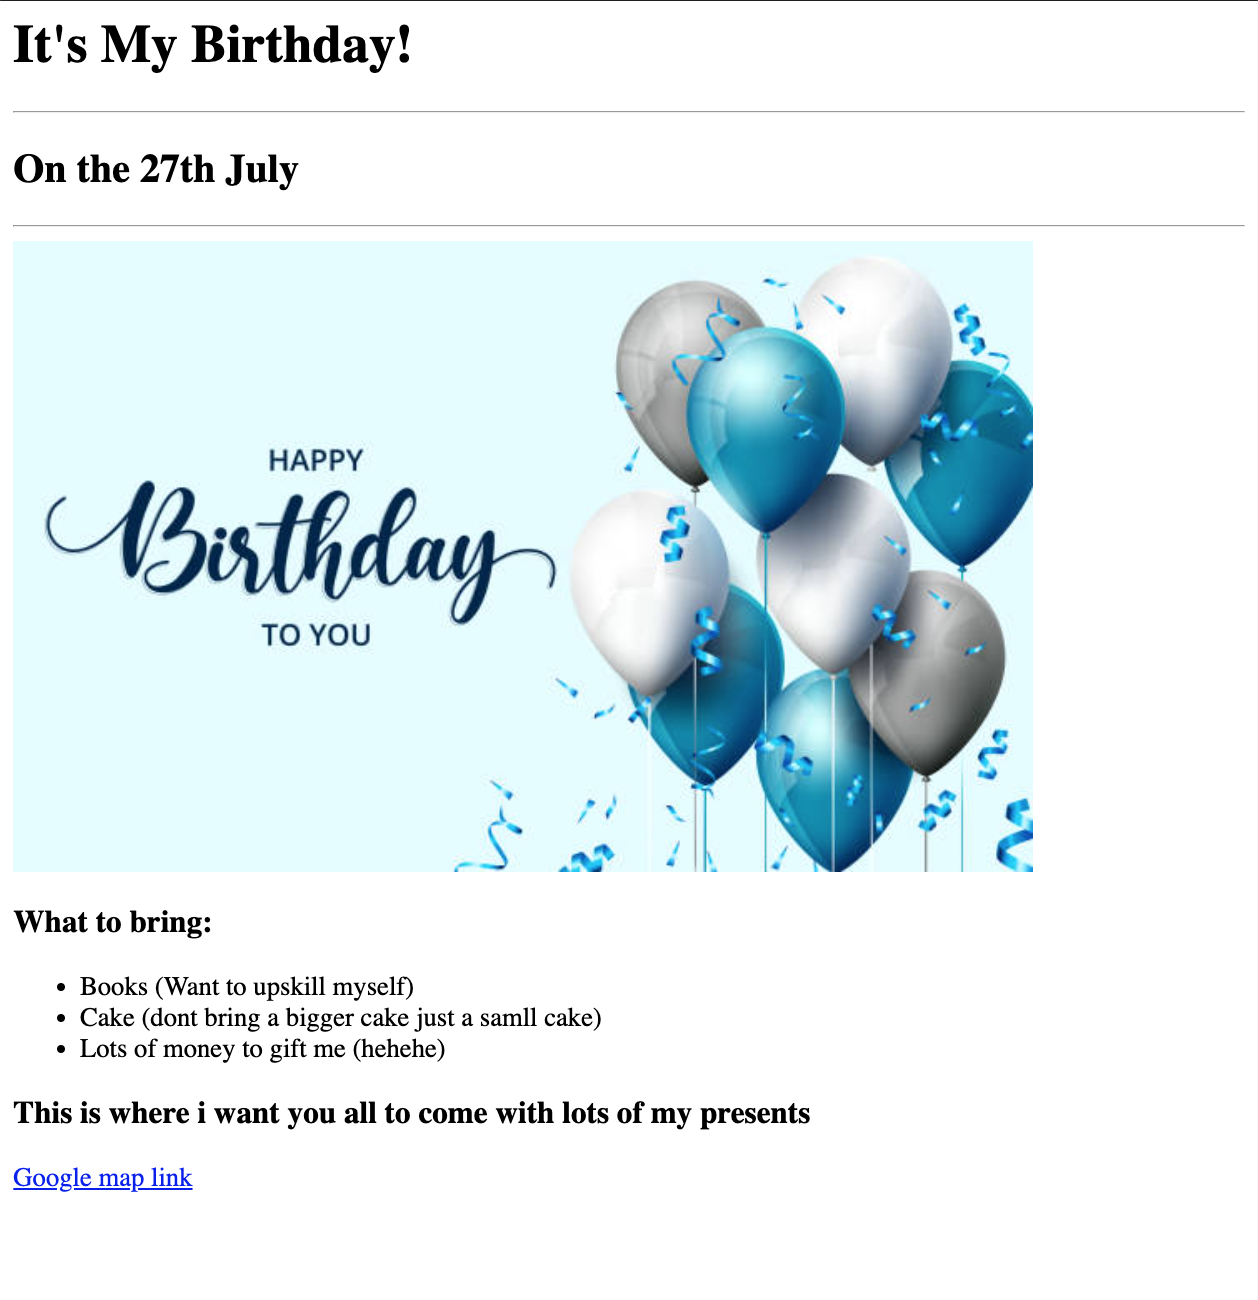 It's My Birthday!
On the 27th July
HAPPY
Birthday
TO YOU
What to bring:
• Books (Want to upskill myself)
• Cake (dont bring a bigger cake just a samll cake)
• Lots of money to gift me (hehehe)
This is where i want you all to come with lots of my presents
Google map link